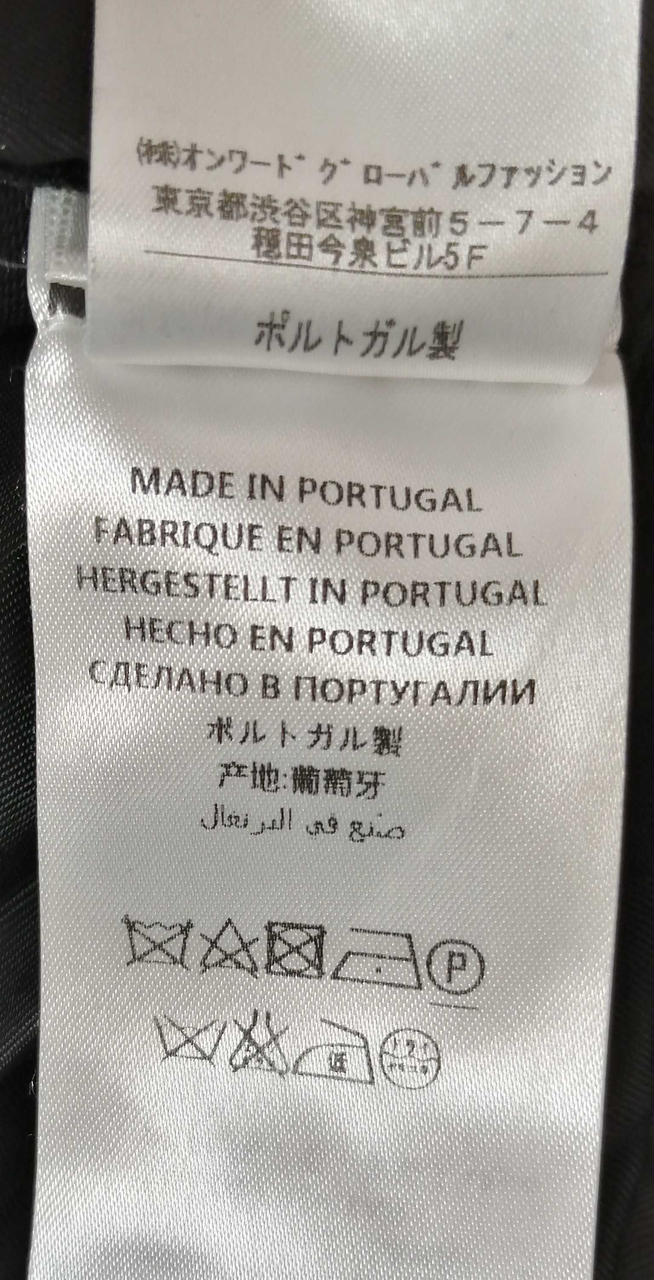 ㈱オンワード グローバルファッション
東京都渋谷区神宮前5-7-4
穏田今泉ビル5F
ポルトガル製
MADE IN PORTUGAL
FABRIQUE EN PORTUGAL
HERGESTELLT IN PORTUGAL
HECHO EN PORTUGAL
СДЕЛАНО В ПОРТУГАЛИИ
ポルトガル製
产地:葡萄牙
صنع في البرتغال
P
低